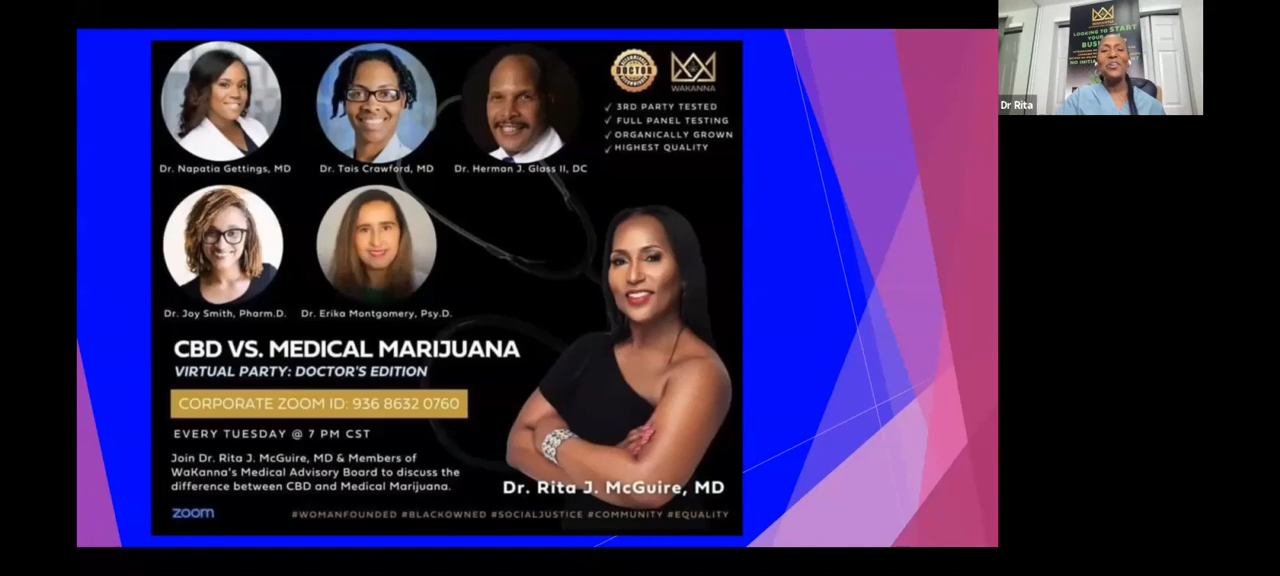 Dr. Napatia Gettings, MD
Dr. Tais Crawford, MD
Dr. Herman J. Glass II, DC
DOCTOR
WAKANNA
3RD PARTY TESTED
FULL PANEL TESTING
ORGANICALLY GROWN
HIGHEST QUALITY
Dr. Joy Smith, Pharm.D.
Dr. Erika Montgomery, Psy.D.
CBD VS. MEDICAL MARIJUANA
VIRTUAL PARTY: DOCTOR'S EDITION
CORPORATE ZOOM ID: 936 8632 0760
EVERY TUESDAY @ 7 PM CST
Join Dr. Rita J. McGuire, MD & Members of
WaKanna's Medical Advisory Board to discuss the
difference between CBD and Medical Marijuana.
Dr. Rita J. McGuire, MD
zoom
#WOMANFOUNDED #BLACKOWNED #SOCIALJUSTICE #COMMUNITY #EQUALITY
LOOKING TO START
YOUR
BUS
Dr Rita